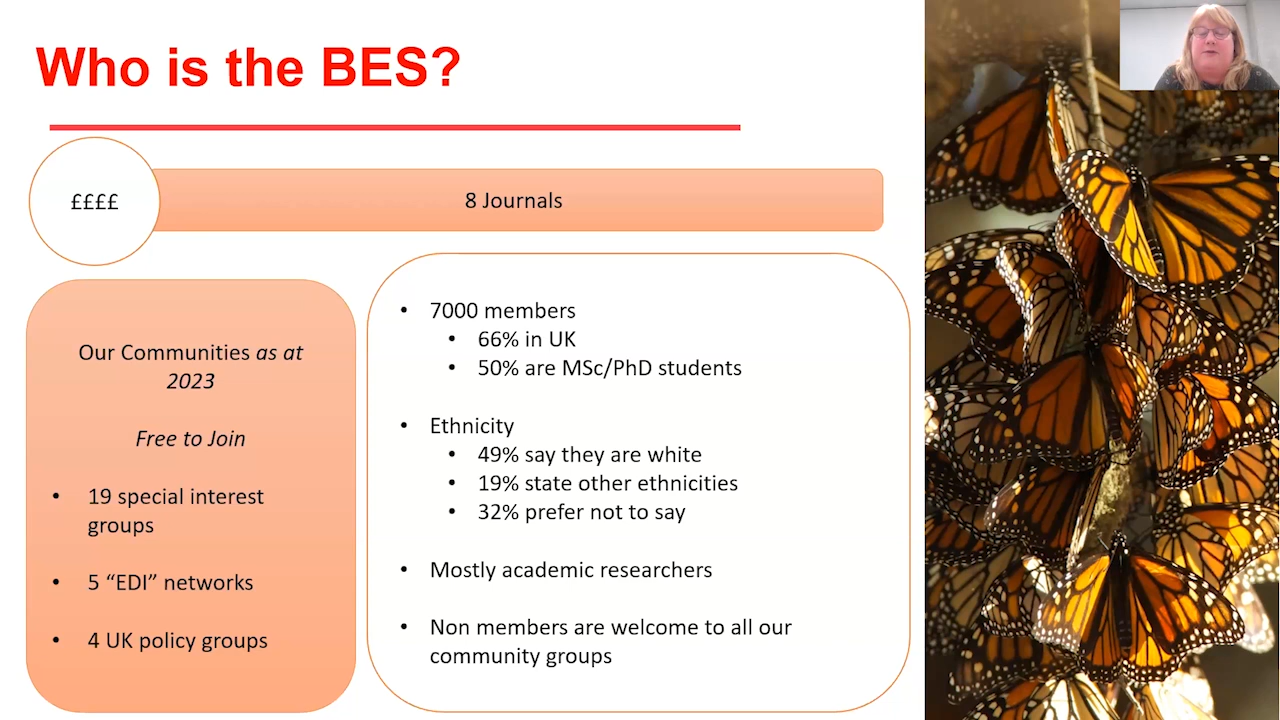 Who is the BES?
££££
8 Journals
Our Communities as at
2023
Free to Join
• 19 special interest
groups
• 5 “EDI” networks
• 4 UK policy groups
• 7000 members
• 66% in UK
• 50% are MSc/PhD students
• Ethnicity
• 49% say they are white
• 19% state other ethnicities
• 32% prefer not to say
• Mostly academic researchers
• Non members are welcome to all our
community groups